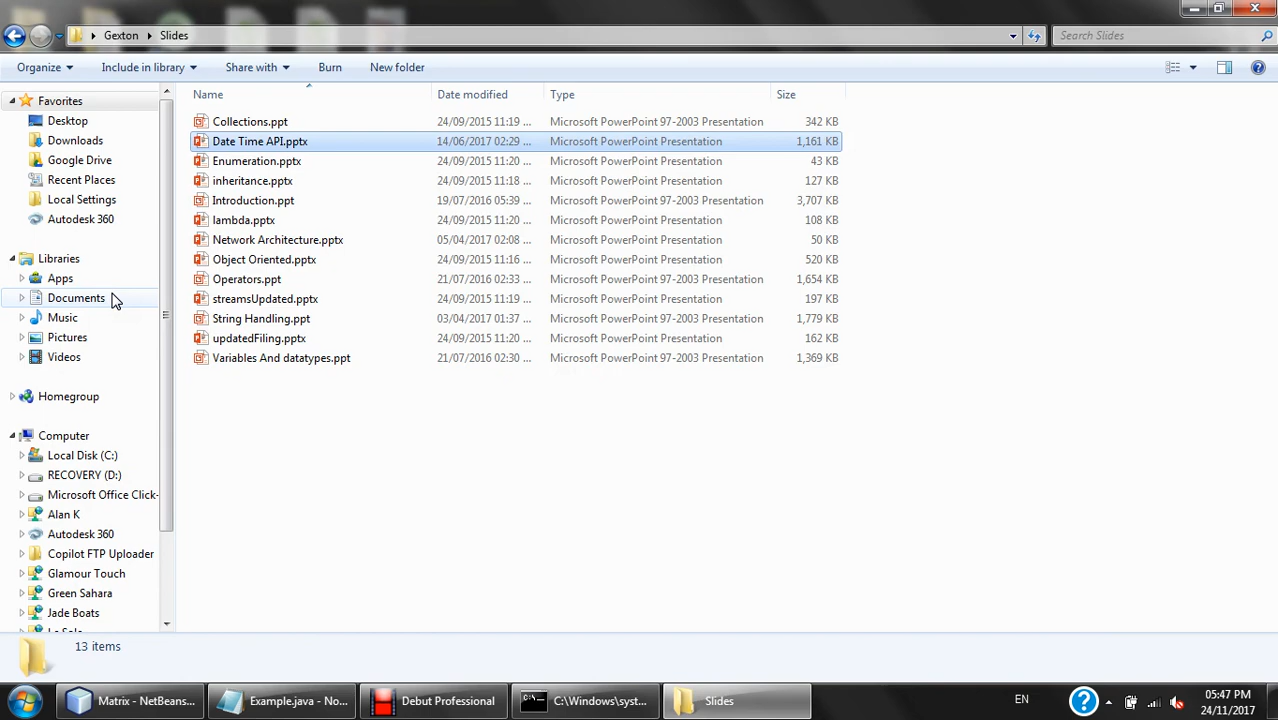 Gexton Slides
Search Slides
Organize Include in library Share with Burn New folder
Name Date modified Type Size
Favorites
Desktop
Downloads
Google Drive
Recent Places
Local Settings
Autodesk 360
Libraries
Apps
Documents
Music
Pictures
Videos
Homegroup
Computer
Local Disk (C:)
RECOVERY (D:)
Microsoft Office Click-
Alan K
Autodesk 360
Copilot FTP Uploader
Glamour Touch
Green Sahara
Jade Boats
Collections.ppt 24/09/2015 11:19 ... Microsoft PowerPoint 97-2003 Presentation 342 KB
Date Time API.pptx 14/06/2017 02:29 ... Microsoft PowerPoint Presentation 1,161 KB
Enumeration.pptx 24/09/2015 11:20 ... Microsoft PowerPoint Presentation 43 KB
inheritance.pptx 24/09/2015 11:18 ... Microsoft PowerPoint Presentation 127 KB
Introduction.ppt 19/07/2016 05:39 ... Microsoft PowerPoint 97-2003 Presentation 3,707 KB
lambda.pptx 24/09/2015 11:20 ... Microsoft PowerPoint Presentation 108 KB
Network Architecture.pptx 05/04/2017 02:08 ... Microsoft PowerPoint Presentation 50 KB
Object Oriented.pptx 24/09/2015 11:16 ... Microsoft PowerPoint Presentation 520 KB
Operators.ppt 21/07/2016 02:33 ... Microsoft PowerPoint 97-2003 Presentation 1,654 KB
streamsUpdated.pptx 24/09/2015 11:19 ... Microsoft PowerPoint Presentation 197 KB
String Handling.ppt 03/04/2017 01:37 ... Microsoft PowerPoint 97-2003 Presentation 1,779 KB
updatedFiling.pptx 24/09/2015 11:20 ... Microsoft PowerPoint Presentation 162 KB
Variables And datatypes.ppt 21/07/2016 02:30 ... Microsoft PowerPoint 97-2003 Presentation 1,369 KB
13 items
Matrix - NetBeans... Example.java - No... Debut Professional C:\Windows\syst... Slides EN 05:47 PM
24/11/2017